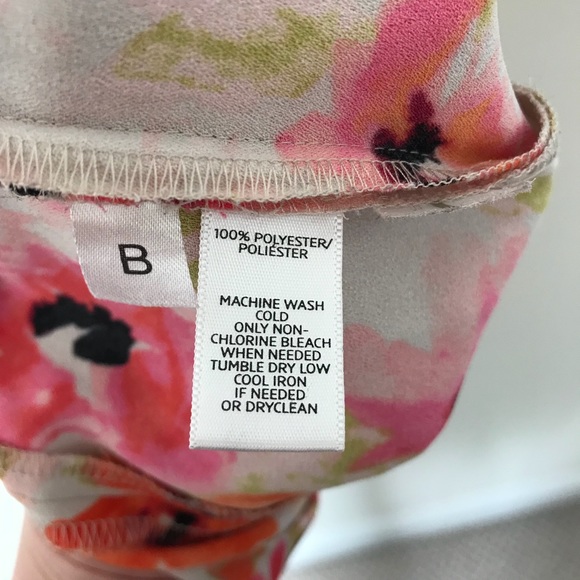 B
100% POLYESTER/
POLIÉSTER
MACHINE WASH
COLD
ONLY NON-
CHLORINE BLEACH
WHEN NEEDED
TUMBLE DRY LOW
COOL IRON
IF NEEDED
OR DRYCLEAN